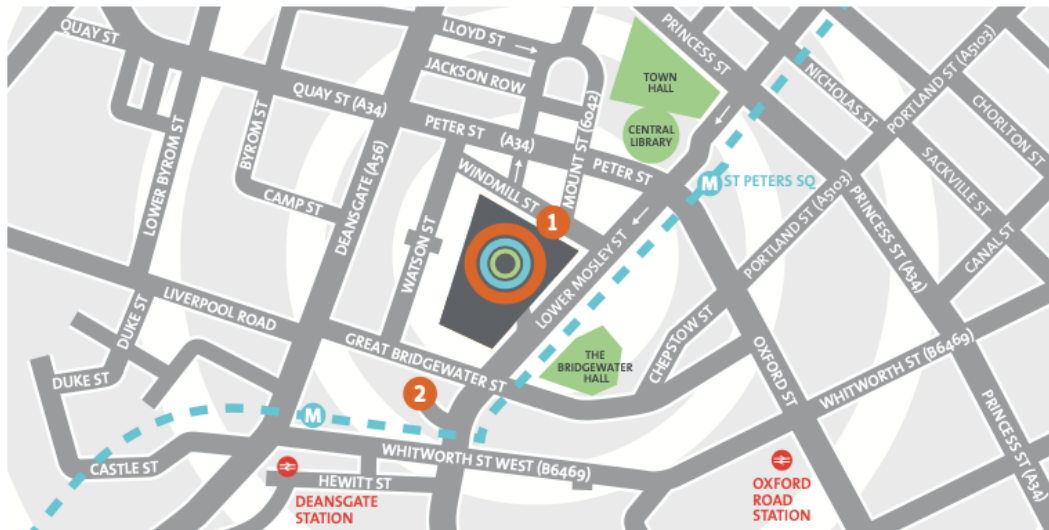 QUAY ST
LLOYD ST
JACKSON ROW
PRINCESS ST
TOWN
HALL
CENTRAL
LIBRARY
NICHOLAS ST
PORTLAND ST (A5103)
CHORLTON ST
SACKVILLE ST
CANAL ST
QUAY ST (A34)
PETER ST
(A34)
MOUNT ST (6042)
PETER ST
M ST PETERS SQ
LOWER BYROM ST
BYROM ST
CAMP ST
DEANSGATE (A56)
WINDMILL ST
WATSON ST
1
LOWER MOSLEY ST
PORTLAND ST (A5103)
PRINCESS ST (A34)
LIVERPOOL ROAD
DUKE ST
DUKE ST
GREAT BRIDGEWATER ST
THE
BRIDGEWATER
HALL
CHEPSTOW ST
OXFORD ST
WHITWORTH ST (B6469)
PRINCESS ST (A34)
2
M
CASTLE ST
WHITWORTH ST WEST (B6469)
HEWITT ST
DEANSGATE
STATION
OXFORD
ROAD
STATION